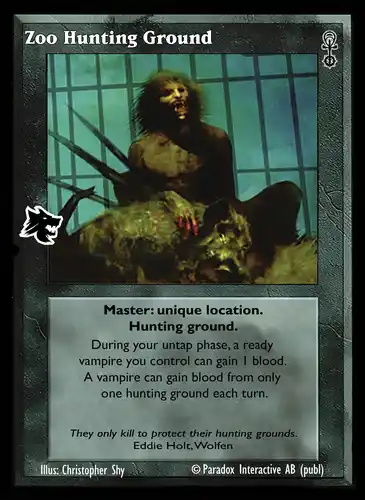 Zoo Hunting Ground
Master: unique location.
Hunting ground.
During your untap phase, a ready
vampire you control can gain 1 blood.
A vampire can gain blood from only
one hunting ground each turn.
They only kill to protect their hunting grounds.
Eddie Holt, Wolfen
Illus: Christopher Shy
© Paradox Interactive AB (publ)